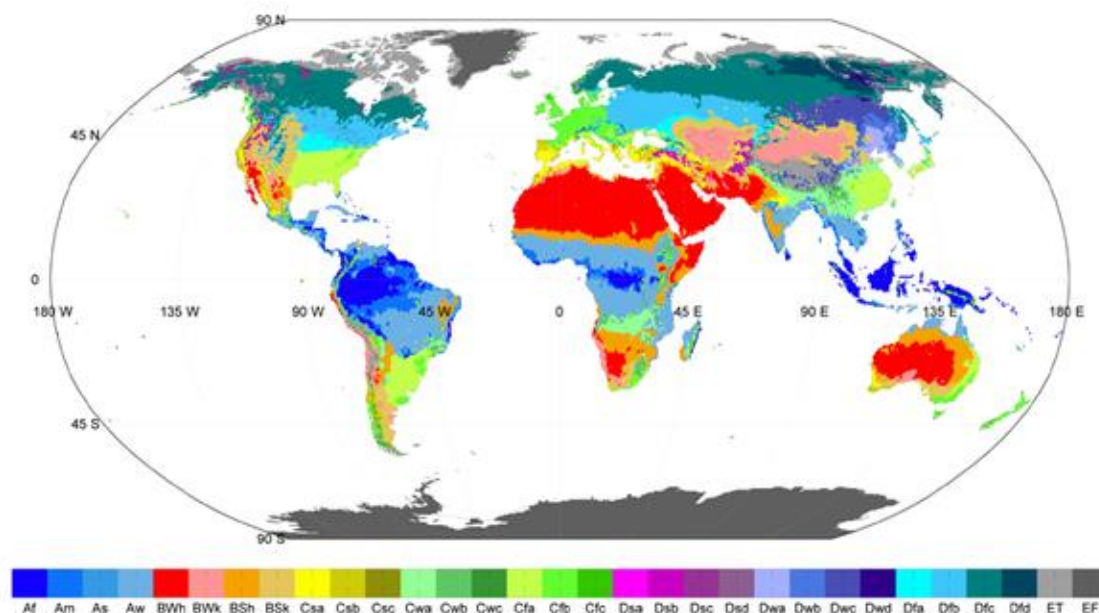 90 N
45 N
0
180 W 135 W 90 W 45 W 0 45 E 90 E 135 E 180 E
45 S
90 S
Af Am As Aw BWh BWk BSh BSk Csa Csb Csc Cwa Cwb Cwc Cfa Cfb Cfc Dsa Dsb Dsc Dsd Dwa Dwb Dwc Dwd Dfa Dfb Dfc Dfd ET EF